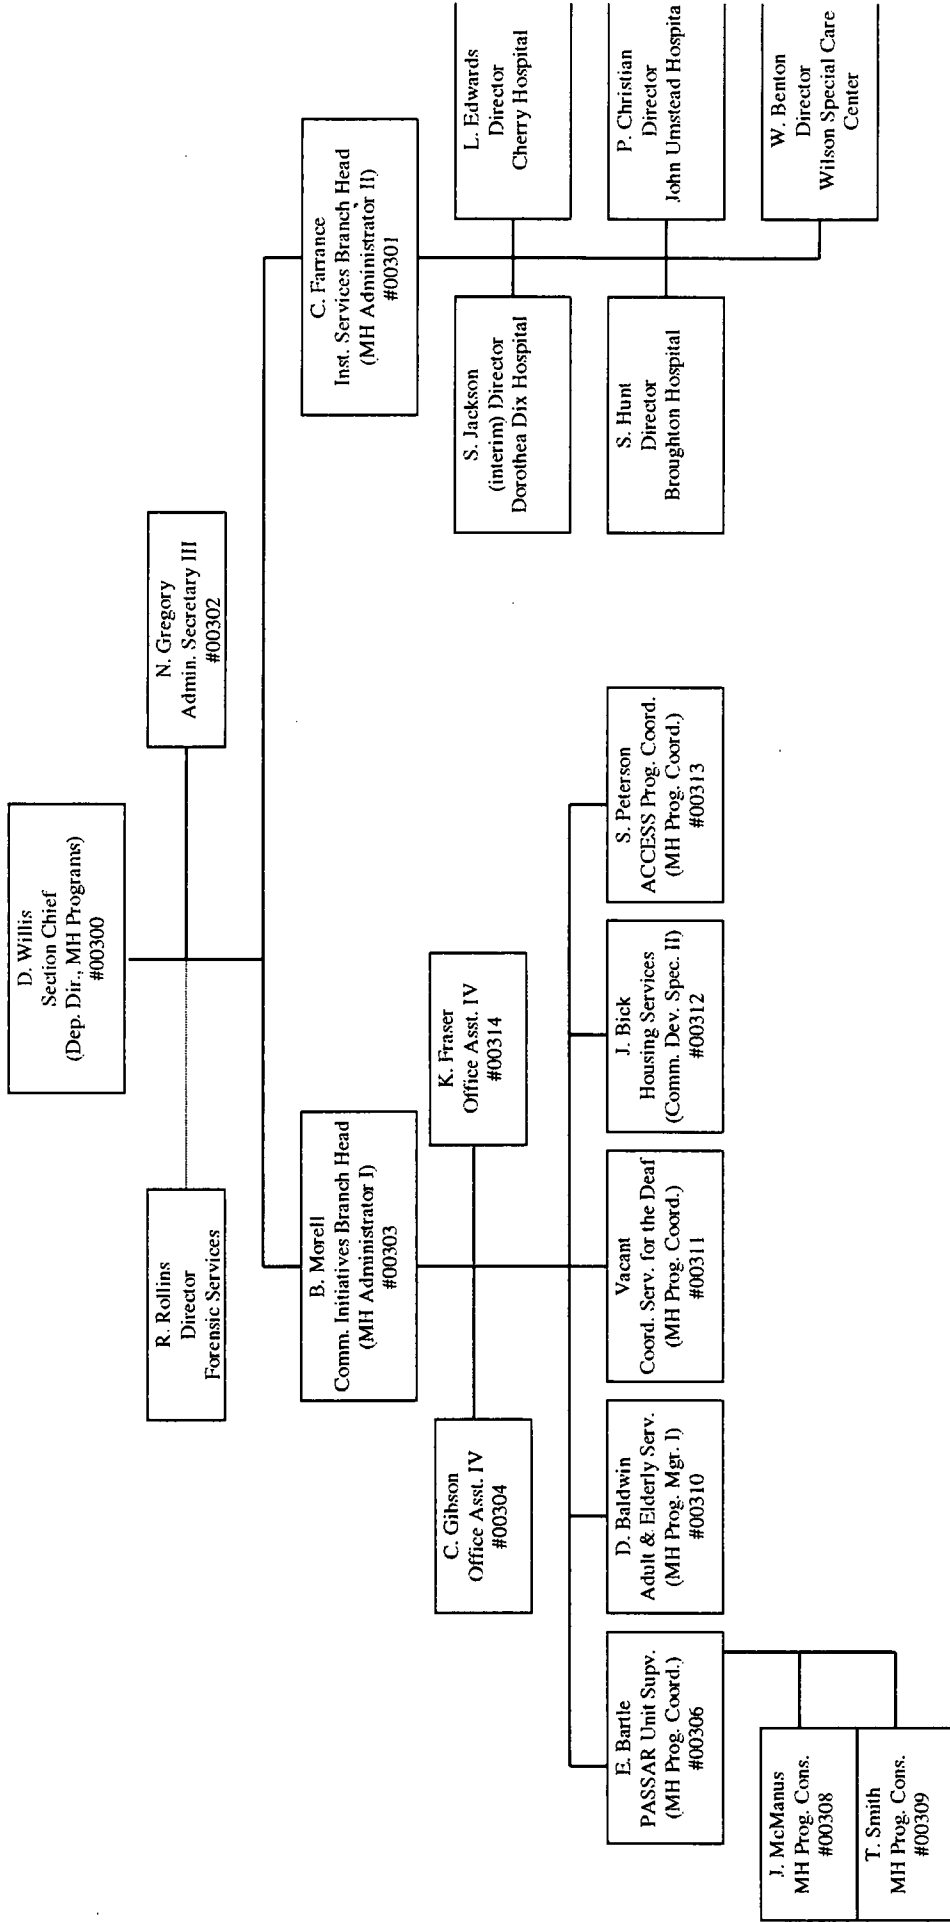 D. Willis
Section Chief
(Dep. Dir., MH Programs)
#00300
R. Rollins
Director
Forensic Services
N. Gregory
Admin. Secretary III
#00302
B. Morell
Comm. Initiatives Branch Head
(MH Administrator I)
#00303
C. Farrance
Inst. Services Branch Head
(MH Administrator II)
#00301
C. Gibson
Office Asst. IV
#00304
K. Fraser
Office Asst. IV
#00314
S. Jackson
(interim) Director
Dorothea Dix Hospital
L. Edwards
Director
Cherry Hospital
E. Bartle
PASSAR Unit Supv.
(MH Prog. Coord.)
#00306
D. Baldwin
Adult & Elderly Serv.
(MH Prog. Mgr. I)
#00310
Vacant
Coord. Serv. for the Deaf
(MH Prog. Coord.)
#00311
J. Bick
Housing Services
(Comm. Dev. Spec. II)
#00312
S. Peterson
ACCESS Prog. Coord.
(MH Prog. Coord.)
#00313
S. Hunt
Director
Broughton Hospital
P. Christian
Director
John Umstead Hospita
J. McManus
MH Prog. Cons.
#00308
T. Smith
MH Prog. Cons.
#00309
W. Benton
Director
Wilson Special Care
Center